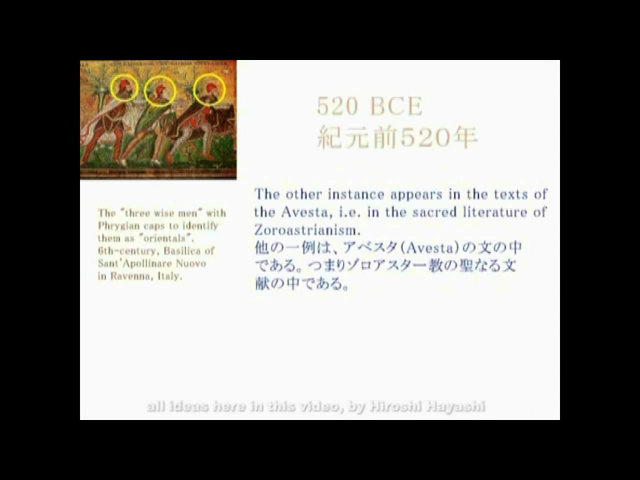 520 BCE
紀元前520年
The other instance appears in the texts of
the Avesta, i.e. in the sacred literature of
Zoroastrianism.
他の一例は、アベスタ(Avesta)の文の中
である。つまりゾロアスター教の聖なる文
献の中である。
The "three wise men" with
Phrygian caps to identify
them as "orientals".
6th-century, Basilica of
Sant'Apollinare Nuovo
in Ravenna, Italy.
all ideas here in this video, by Hiroshi Hayashi